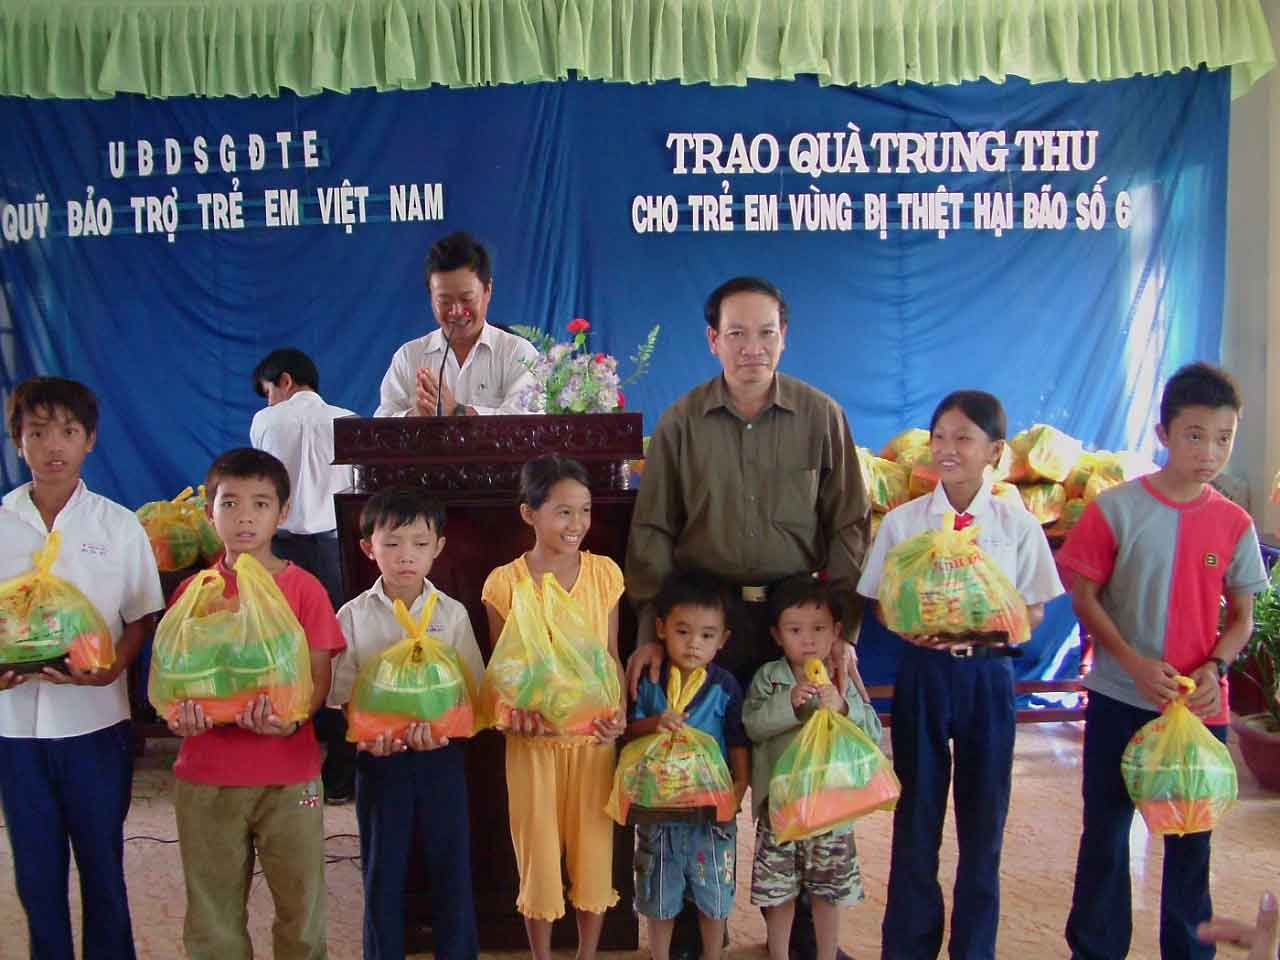 UBDSGĐTE
QUỸ BẢO TRỢ TRẺ EM VIỆT NAM
TRAO QUÀ TRUNG THU
CHO TRẺ EM VÙNG BỊ THIỆT HẠI BÃO SỐ 6